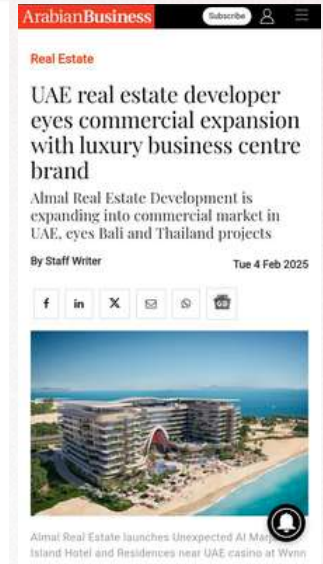 ArabianBusiness
Subscribe
Real Estate
UAE real estate developer
eyes commercial expansion
with luxury business centre
brand
Almal Real Estate Development is
expanding into commercial market in
UAE, eyes Bali and Thailand projects
By Staff Writer
Tue 4 Feb 2025
f in X
Almal Real Estate launches Unexpected Al Marj
Island Hotel and Residences near UAE casino at Wynn